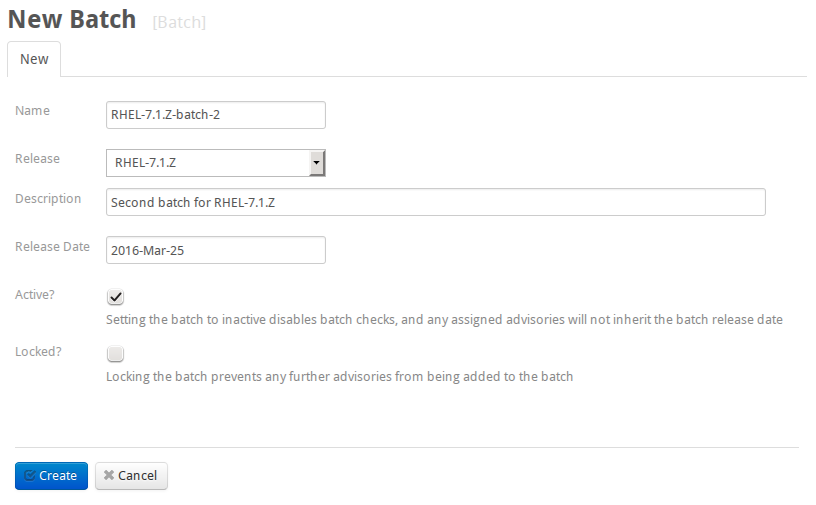 New Batch [Batch]
New
Name RHEL-7.1.Z-batch-2
Release RHEL-7.1.Z
Description Second batch for RHEL-7.1.Z
Release Date 2016-Mar-25
Active?
Setting the batch to inactive disables batch checks, and any assigned advisories will not inherit the batch release date
Locked?
Locking the batch prevents any further advisories from being added to the batch
Create Cancel